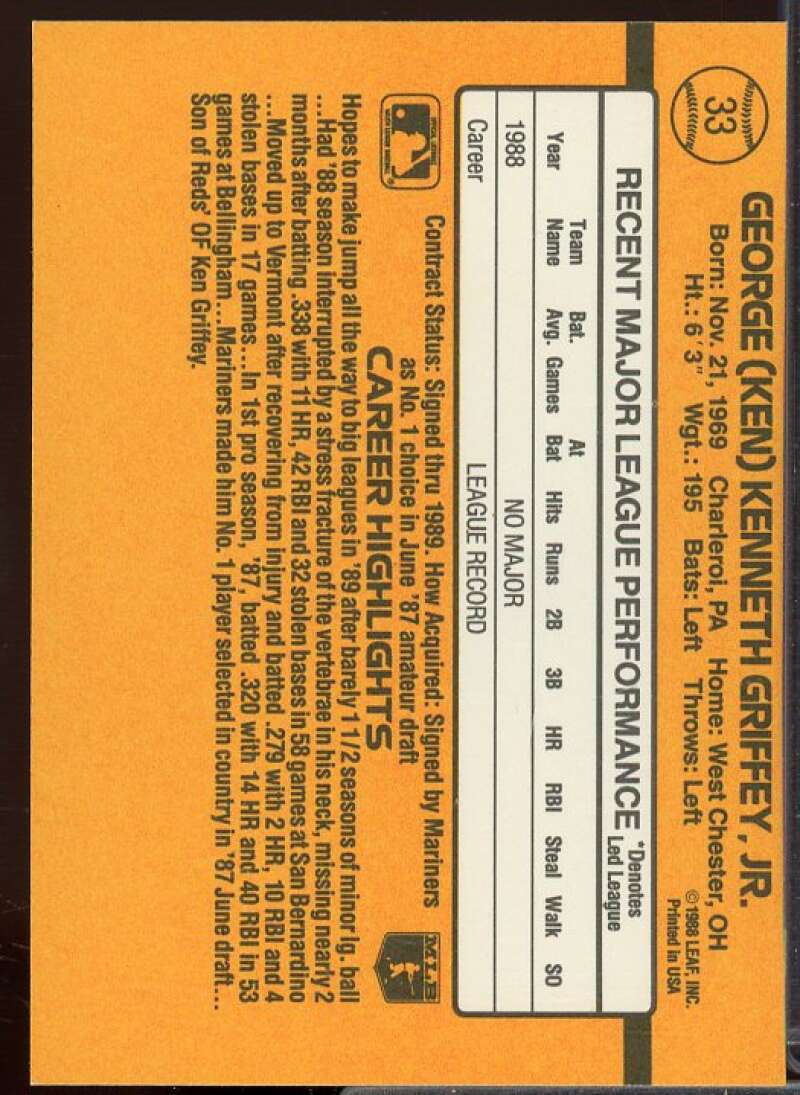 33
GEORGE (KEN) KENNETH GRIFFEY, JR.
Born: Nov. 21, 1969 Charleroi, PA Home: West Chester, OH
Ht.: 6'3" Wgt.: 195 Bats: Left Throws: Left
©1988 LEAF, INC.
Printed in USA
RECENT MAJOR LEAGUE PERFORMANCE *Denotes Led League
Year Team Name Bat. Avg. Games At Bat Hits Runs 2B 3B HR RBI Steal Walk SO
1988 NO MAJOR
Career LEAGUE RECORD
Contract Status: Signed thru 1989. How Acquired: Signed by Mariners
as No. 1 choice in June '87 amateur draft
MLB
CAREER HIGHLIGHTS
Hopes to make jump all the way to big leagues in '89 after barely 1 1/2 seasons of minor lg. ball
...Had '88 season interrupted by a stress fracture of the vertebrae in his neck, missing nearly 2
months after batting .338 with 11 HR, 42 RBI and 32 stolen bases in 58 games at San Bernardino
...Moved up to Vermont after recovering from injury and batted .279 with 2 HR, 10 RBI and 4
stolen bases in 17 games...In 1st pro season, '87, batted .320 with 14 HR and 40 RBI in 53
games at Bellingham...Mariners made him No. 1 player selected in country in '87 June draft...
Son of Reds' OF Ken Griffey.